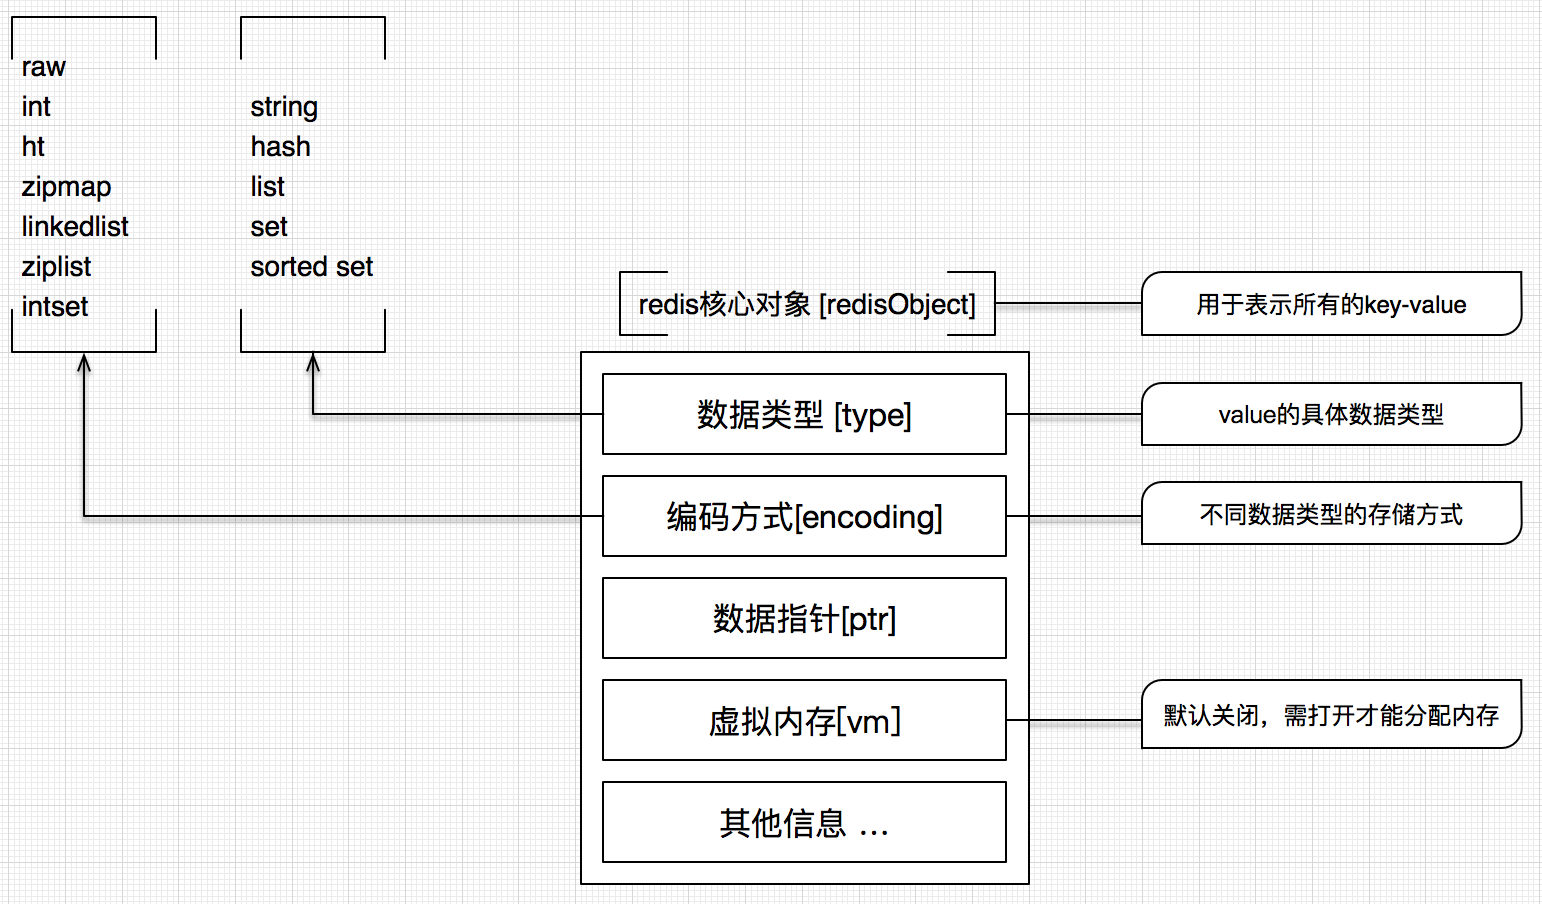 raw
int
ht
zipmap
linkedlist
ziplist
intset
string
hash
list
set
sorted set
redis核心对象 [redisObject]
用于表示所有的key-value
数据类型 [type]
value的具体数据类型
编码方式[encoding]
不同数据类型的存储方式
数据指针[ptr]
虚拟内存[vm]
默认关闭，需打开才能分配内存
其他信息 ...